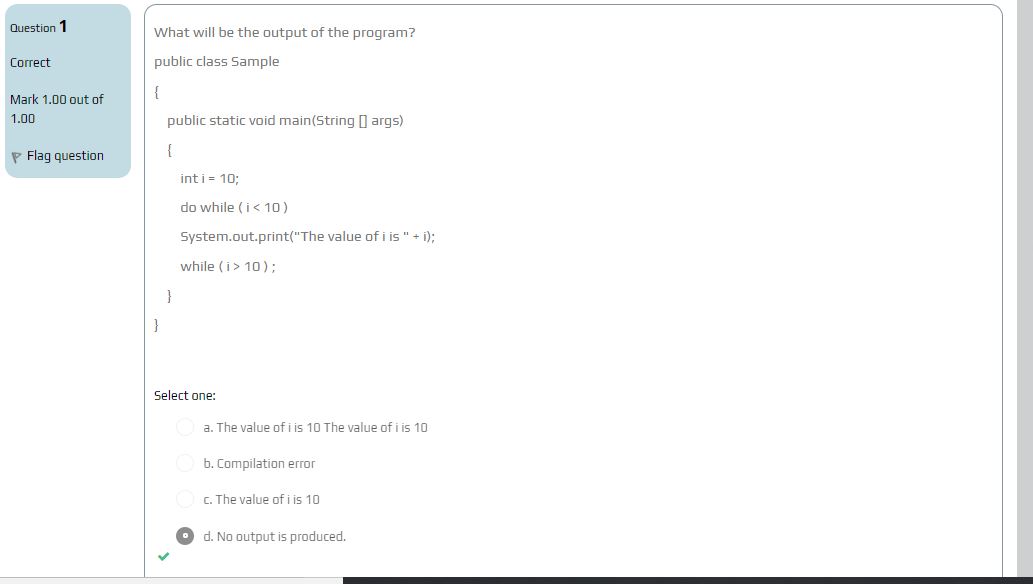 Question 1
Correct
Mark 1.00 out of
1.00
Flag question
What will be the output of the program?
public class Sample
{
public static void main(String [] args)
{
int i = 10;
do while ( i < 10 )
System.out.print("The value of i is " + i);
while ( i > 10 ) ;
}
}
Select one:
a. The value of i is 10 The value of i is 10
b. Compilation error
c. The value of i is 10
d. No output is produced.